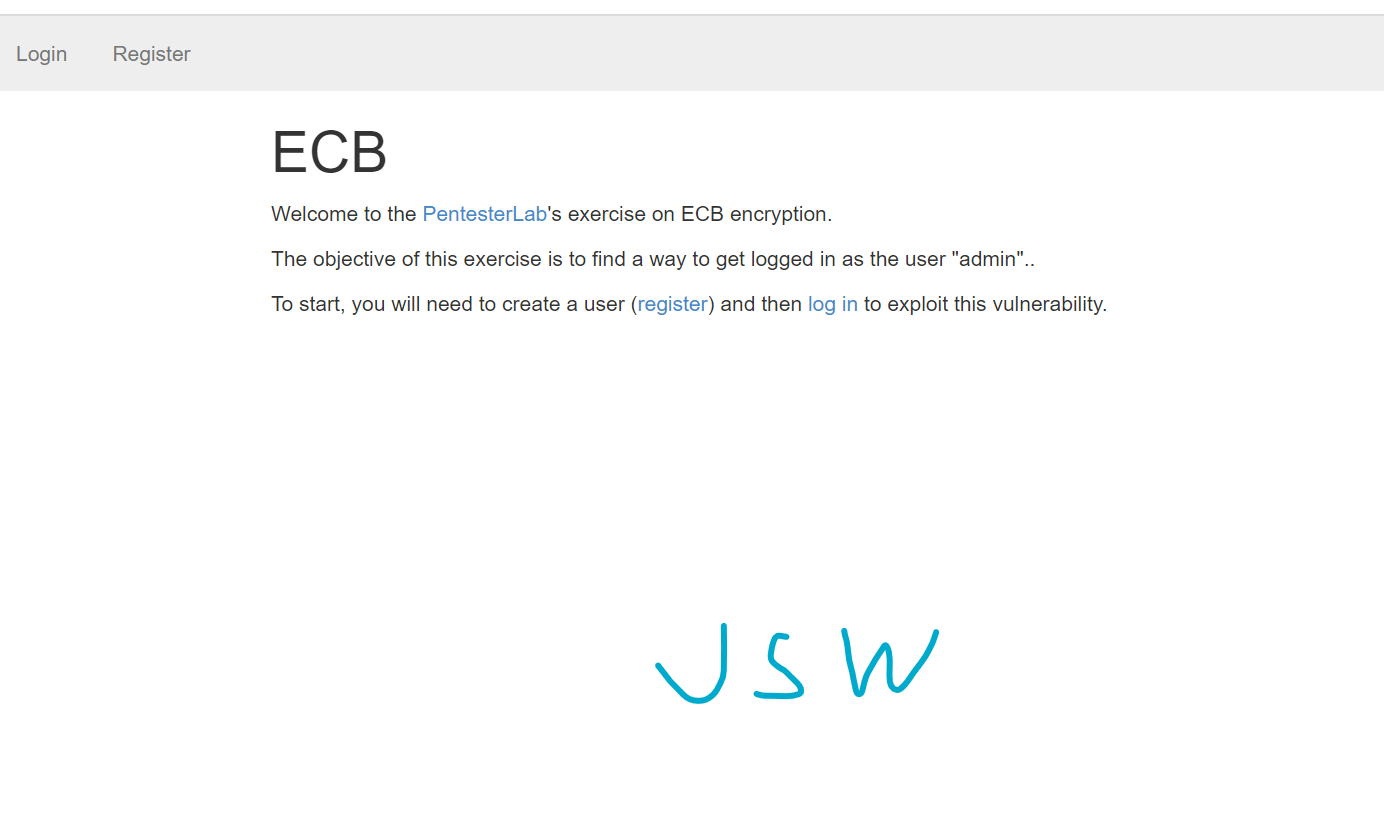 Login Register
ECB
Welcome to the PentesterLab's exercise on ECB encryption.
The objective of this exercise is to find a way to get logged in as the user "admin"..
To start, you will need to create a user (register) and then log in to exploit this vulnerability.
JSW